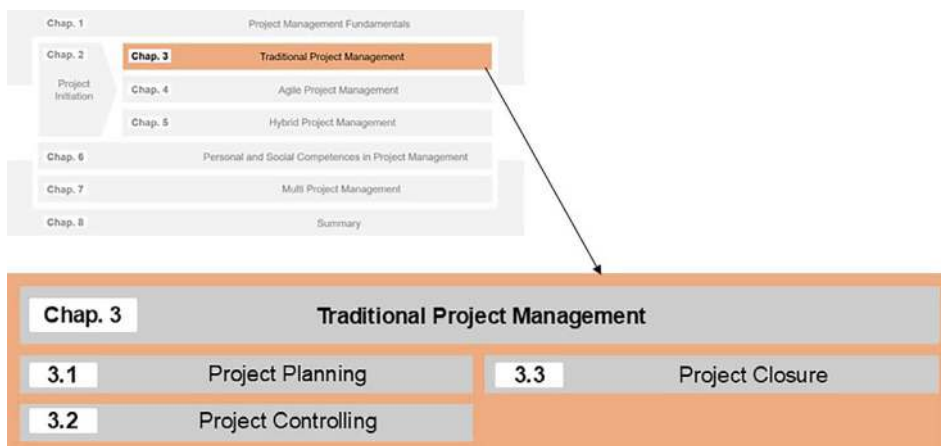 Chap. 1 Project Management Fundamentals
Chap. 2
Project
Initiation
Chap. 3 Traditional Project Management
Chap. 4 Agile Project Management
Chap. 5 Hybrid Project Management
Chap. 6 Personal and Social Competences in Project Management
Chap. 7 Multi Project Management
Chap. 8 Summary
Chap. 3 Traditional Project Management
3.1 Project Planning
3.2 Project Controlling
3.3 Project Closure